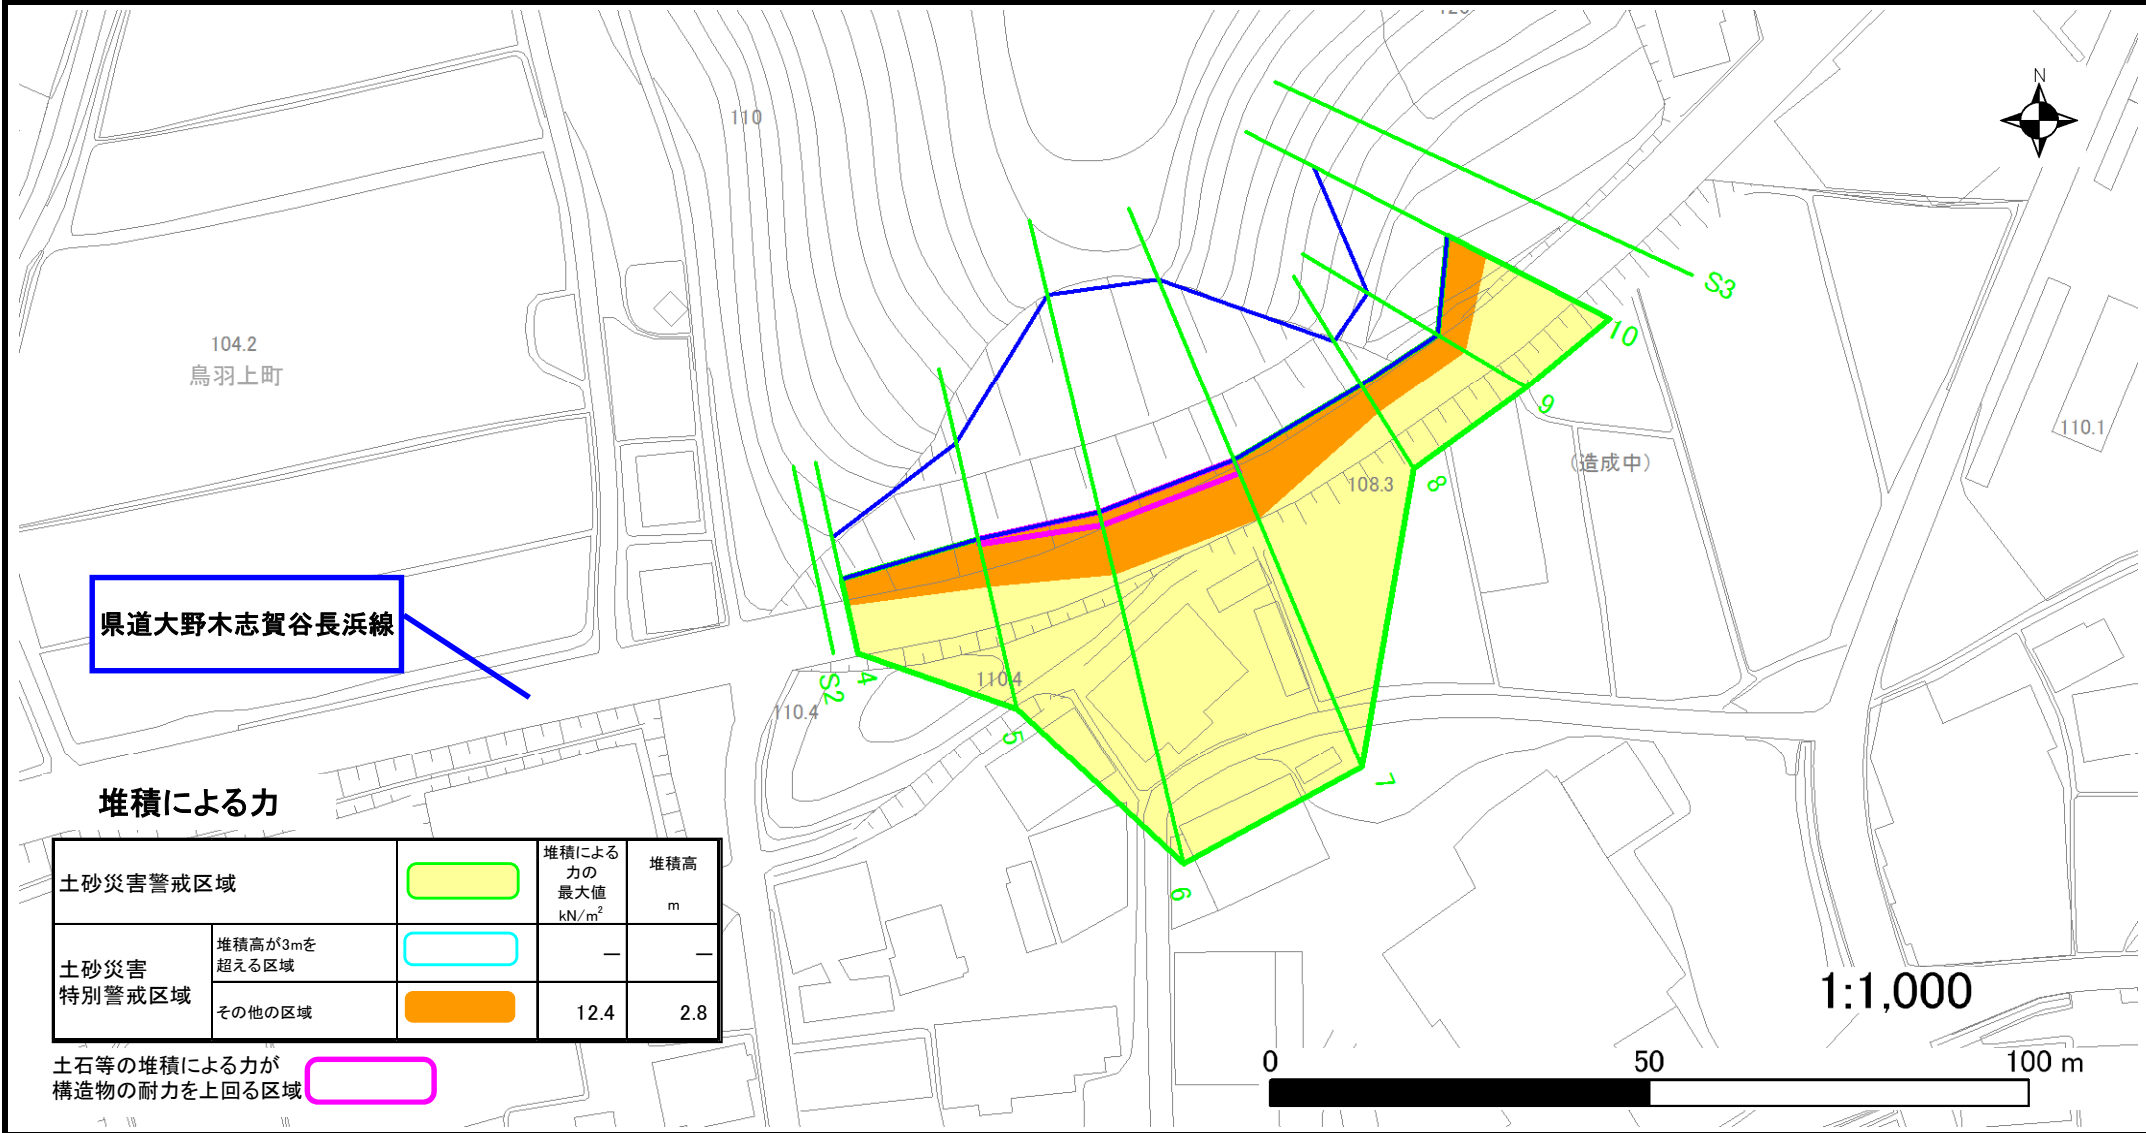 110
N
104.2
鳥羽上町
S3
10
9
8
110.1
(造成中)
108.3
県道大野木志賀谷長浜線
S2
4
110.4
110.4
5
7
6
堆積による力
土砂災害警戒区域
堆積による
力の
最大値
kN/m²
堆積高
m
土砂災害
特別警戒区域
堆積高が3mを
超える区域
―
―
その他の区域
12.4
2.8
土石等の堆積による力が
構造物の耐力を上回る区域
1:1,000
0
50
100 m